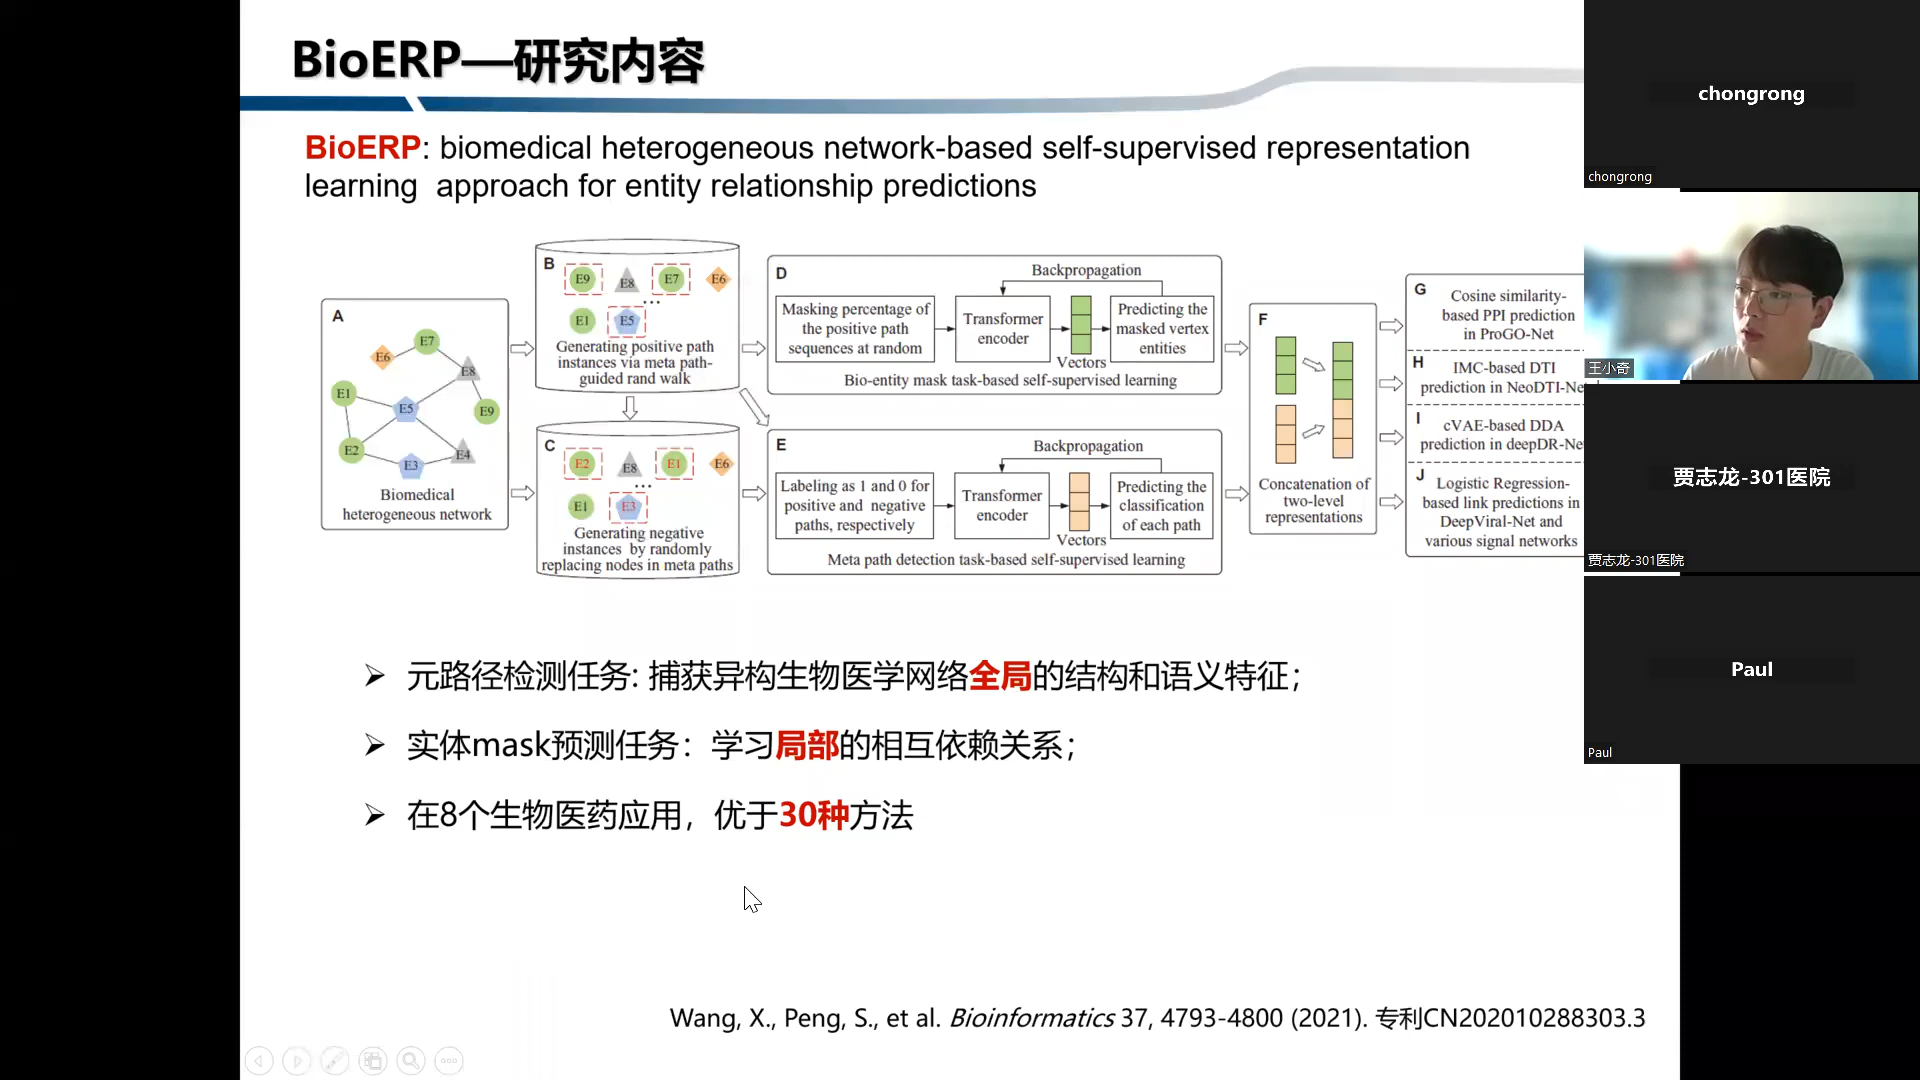 BioERP—研究内容
BioERP: biomedical heterogeneous network-based self-supervised representation
learning approach for entity relationship predictions
A
E6
E7
E8
E1
E5
E9
E2
E3
E4
Biomedical
heterogeneous network
B
E9
E8
E7
E6
...
E1
E5
Generating positive path
instances via meta path-
guided rand walk
C
E2
E8
E1
E6
...
E1
E3
Generating negative
instances by randomly
replacing nodes in meta paths
D
Backpropagation
Masking percentage of
the positive path
sequences at random
Transformer
encoder
Vectors
Predicting the
masked vertex
entities
Bio-entity mask task-based self-supervised learning
E
Backpropagation
Labeling as 1 and 0 for
positive and negative
paths, respectively
Transformer
encoder
Vectors
Predicting the
classification
of each path
Meta path detection task-based self-supervised learning
F
Concatenation of
two-level
representations
G
Cosine similarity-
based PPI prediction
in ProGO-Net
H
IMC-based DTI
prediction in NeoDTI-Ne
I
cVAE-based DDA
prediction in deepDR-Ne
J
Logistic Regression-
based link predictions in
DeepViral-Net and
various signal networks
➢ 元路径检测任务: 捕获异构生物医学网络全局的结构和语义特征；
➢ 实体mask预测任务：学习局部的相互依赖关系；
➢ 在8个生物医药应用，优于30种方法
Wang, X., Peng, S., et al. Bioinformatics 37, 4793-4800 (2021). 专利CN202010288303.3
chongrong
chongrong
王小奇
贾志龙-301医院
贾志龙-301医院
Paul
Paul